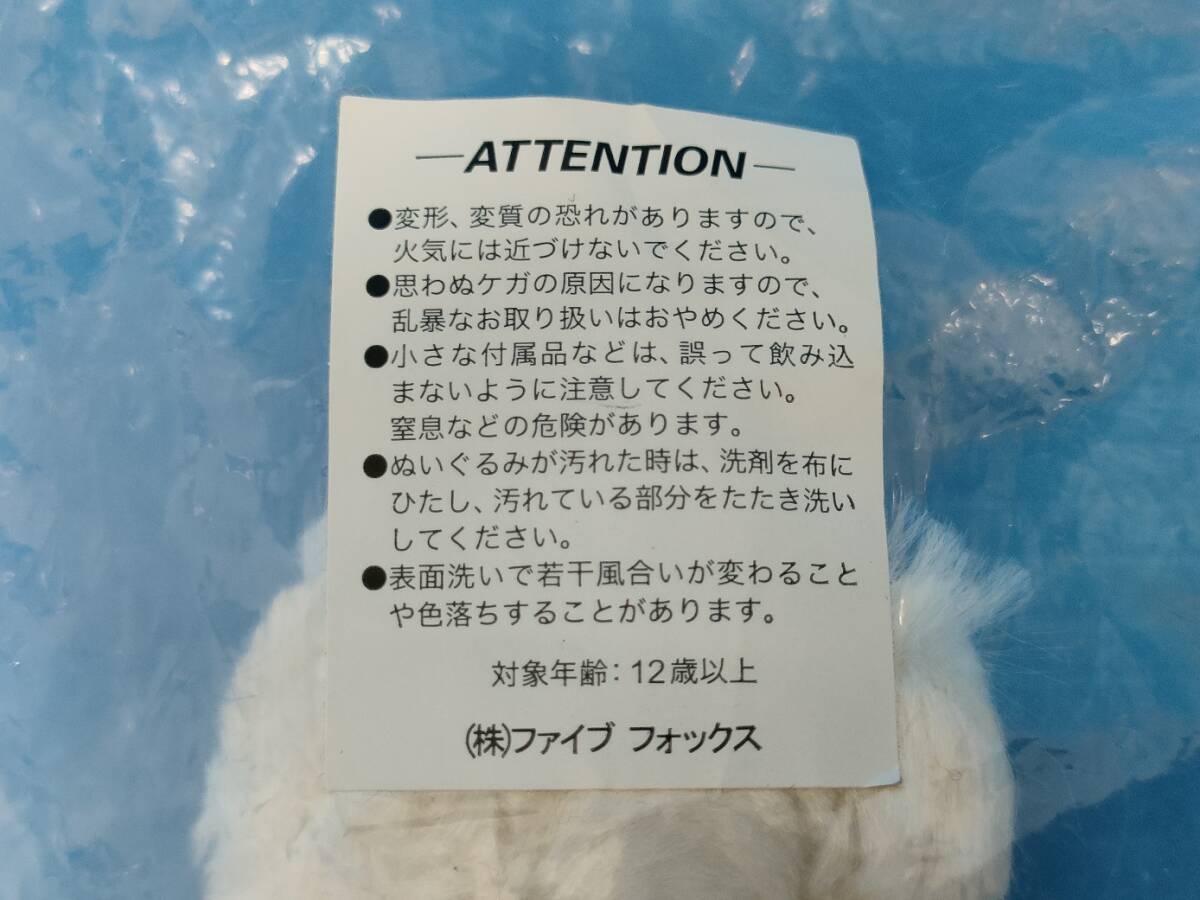 —ATTENTION—
●変形、変質の恐れがありますので、
火気には近づけないでください。
●思わぬケガの原因になりますので、
乱暴なお取り扱いはおやめください。
●小さな付属品などは、誤って飲み込
まないように注意してください。
窒息などの危険があります。
●ぬいぐるみが汚れた時は、洗剤を布に
ひたし、汚れている部分をたたき洗い
してください。
●表面洗いで若干風合いが変わること
や色落ちすることがあります。
対象年齢：12歳以上
(株)ファイブ フォックス